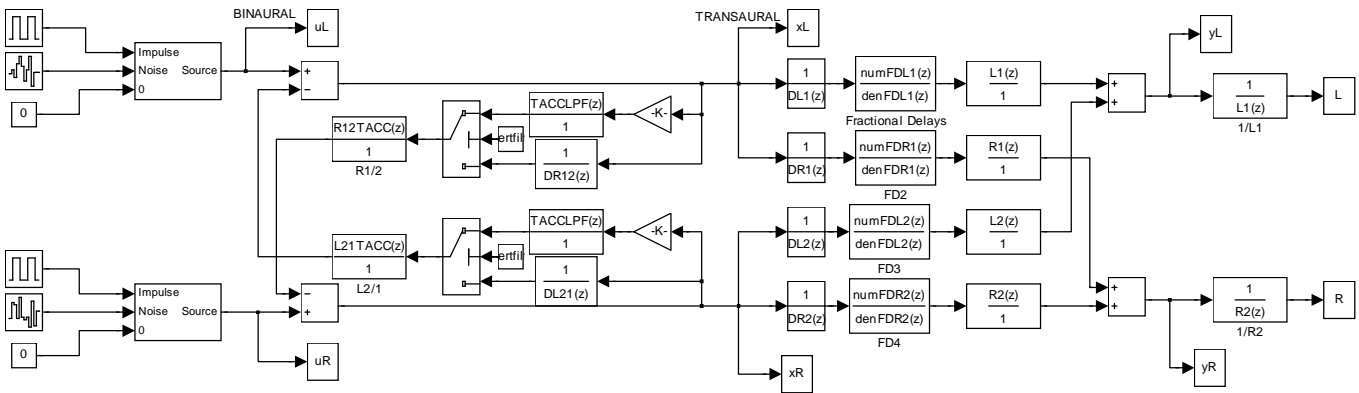 BINAURAL
uL
TRANSAURAL
xL
yL
Impulse
Noise Source
0
0
+
−
1
DL1(z)
numFDL1(z)
denFDL1(z)
Fractional Delays
L1(z)
1
+
+
1
L1(z)
1/L1
L
R12TACC(z)
1
R1/2
TACCLPF(z)
1
-K-
ertfil
1
DR12(z)
1
DR1(z)
numFDR1(z)
denFDR1(z)
FD2
R1(z)
1
L21TACC(z)
1
L2/1
TACCLPF(z)
1
-K-
ertfil
1
DL21(z)
1
DL2(z)
numFDL2(z)
denFDL2(z)
FD3
L2(z)
1
Impulse
Noise Source
0
0
−
+
1
DR2(z)
numFDR2(z)
denFDR2(z)
FD4
R2(z)
1
+
+
1
R2(z)
1/R2
R
uR
xR
yR